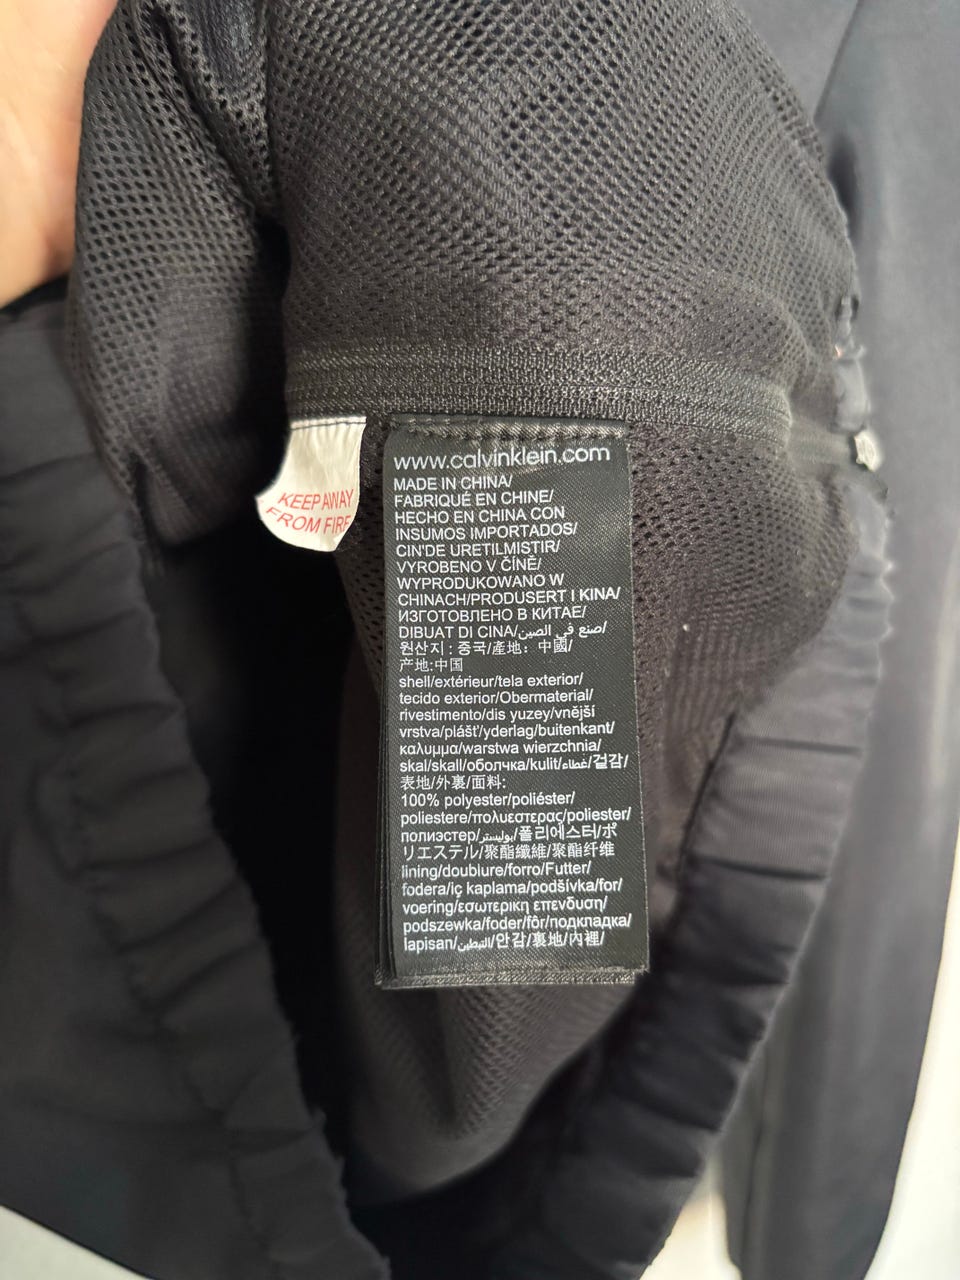 KEEP AWAY
FROM FIRE
www.calvinklein.com
MADE IN CHINA/
FABRIQUÉ EN CHINE/
HECHO EN CHINA CON
INSUMOS IMPORTADOS/
CIN'DE URETILMISTIR/
VYROBENO V ČÍNĚ/
WYPRODUKOWANO W
CHINACH/PRODUSERT I KINA/
ИЗГОТОВЛЕНО В КИТАЕ/
DIBUAT DI CINA/صنع في الصين/
원산지 : 중국/產地: 中國/
产地:中国
shell/extérieur/tela exterior/
tecido exterior/Obermaterial/
rivestimento/dis yuzey/vnější
vrstva/plášť/yderlag/buitenkant/
καλυμμα/warstwa wierzchnia/
skal/skall/оболчка/kulit/غطاء/겉감/
表地/外裏/面料:
100% polyester/poliéster/
poliestere/πολυεστερας/poliester/
полиэстер/بوليستر/폴리에스터/ポ
リエステル/聚酯纖維/聚酯纤维
lining/doublure/forro/Futter/
fodera/iç kaplama/podšívka/for/
voering/εσωτερικη επενδυση/
podszewka/foder/fôr/подкладка/
lapisan/التبطين/안감/裏地/內裡/